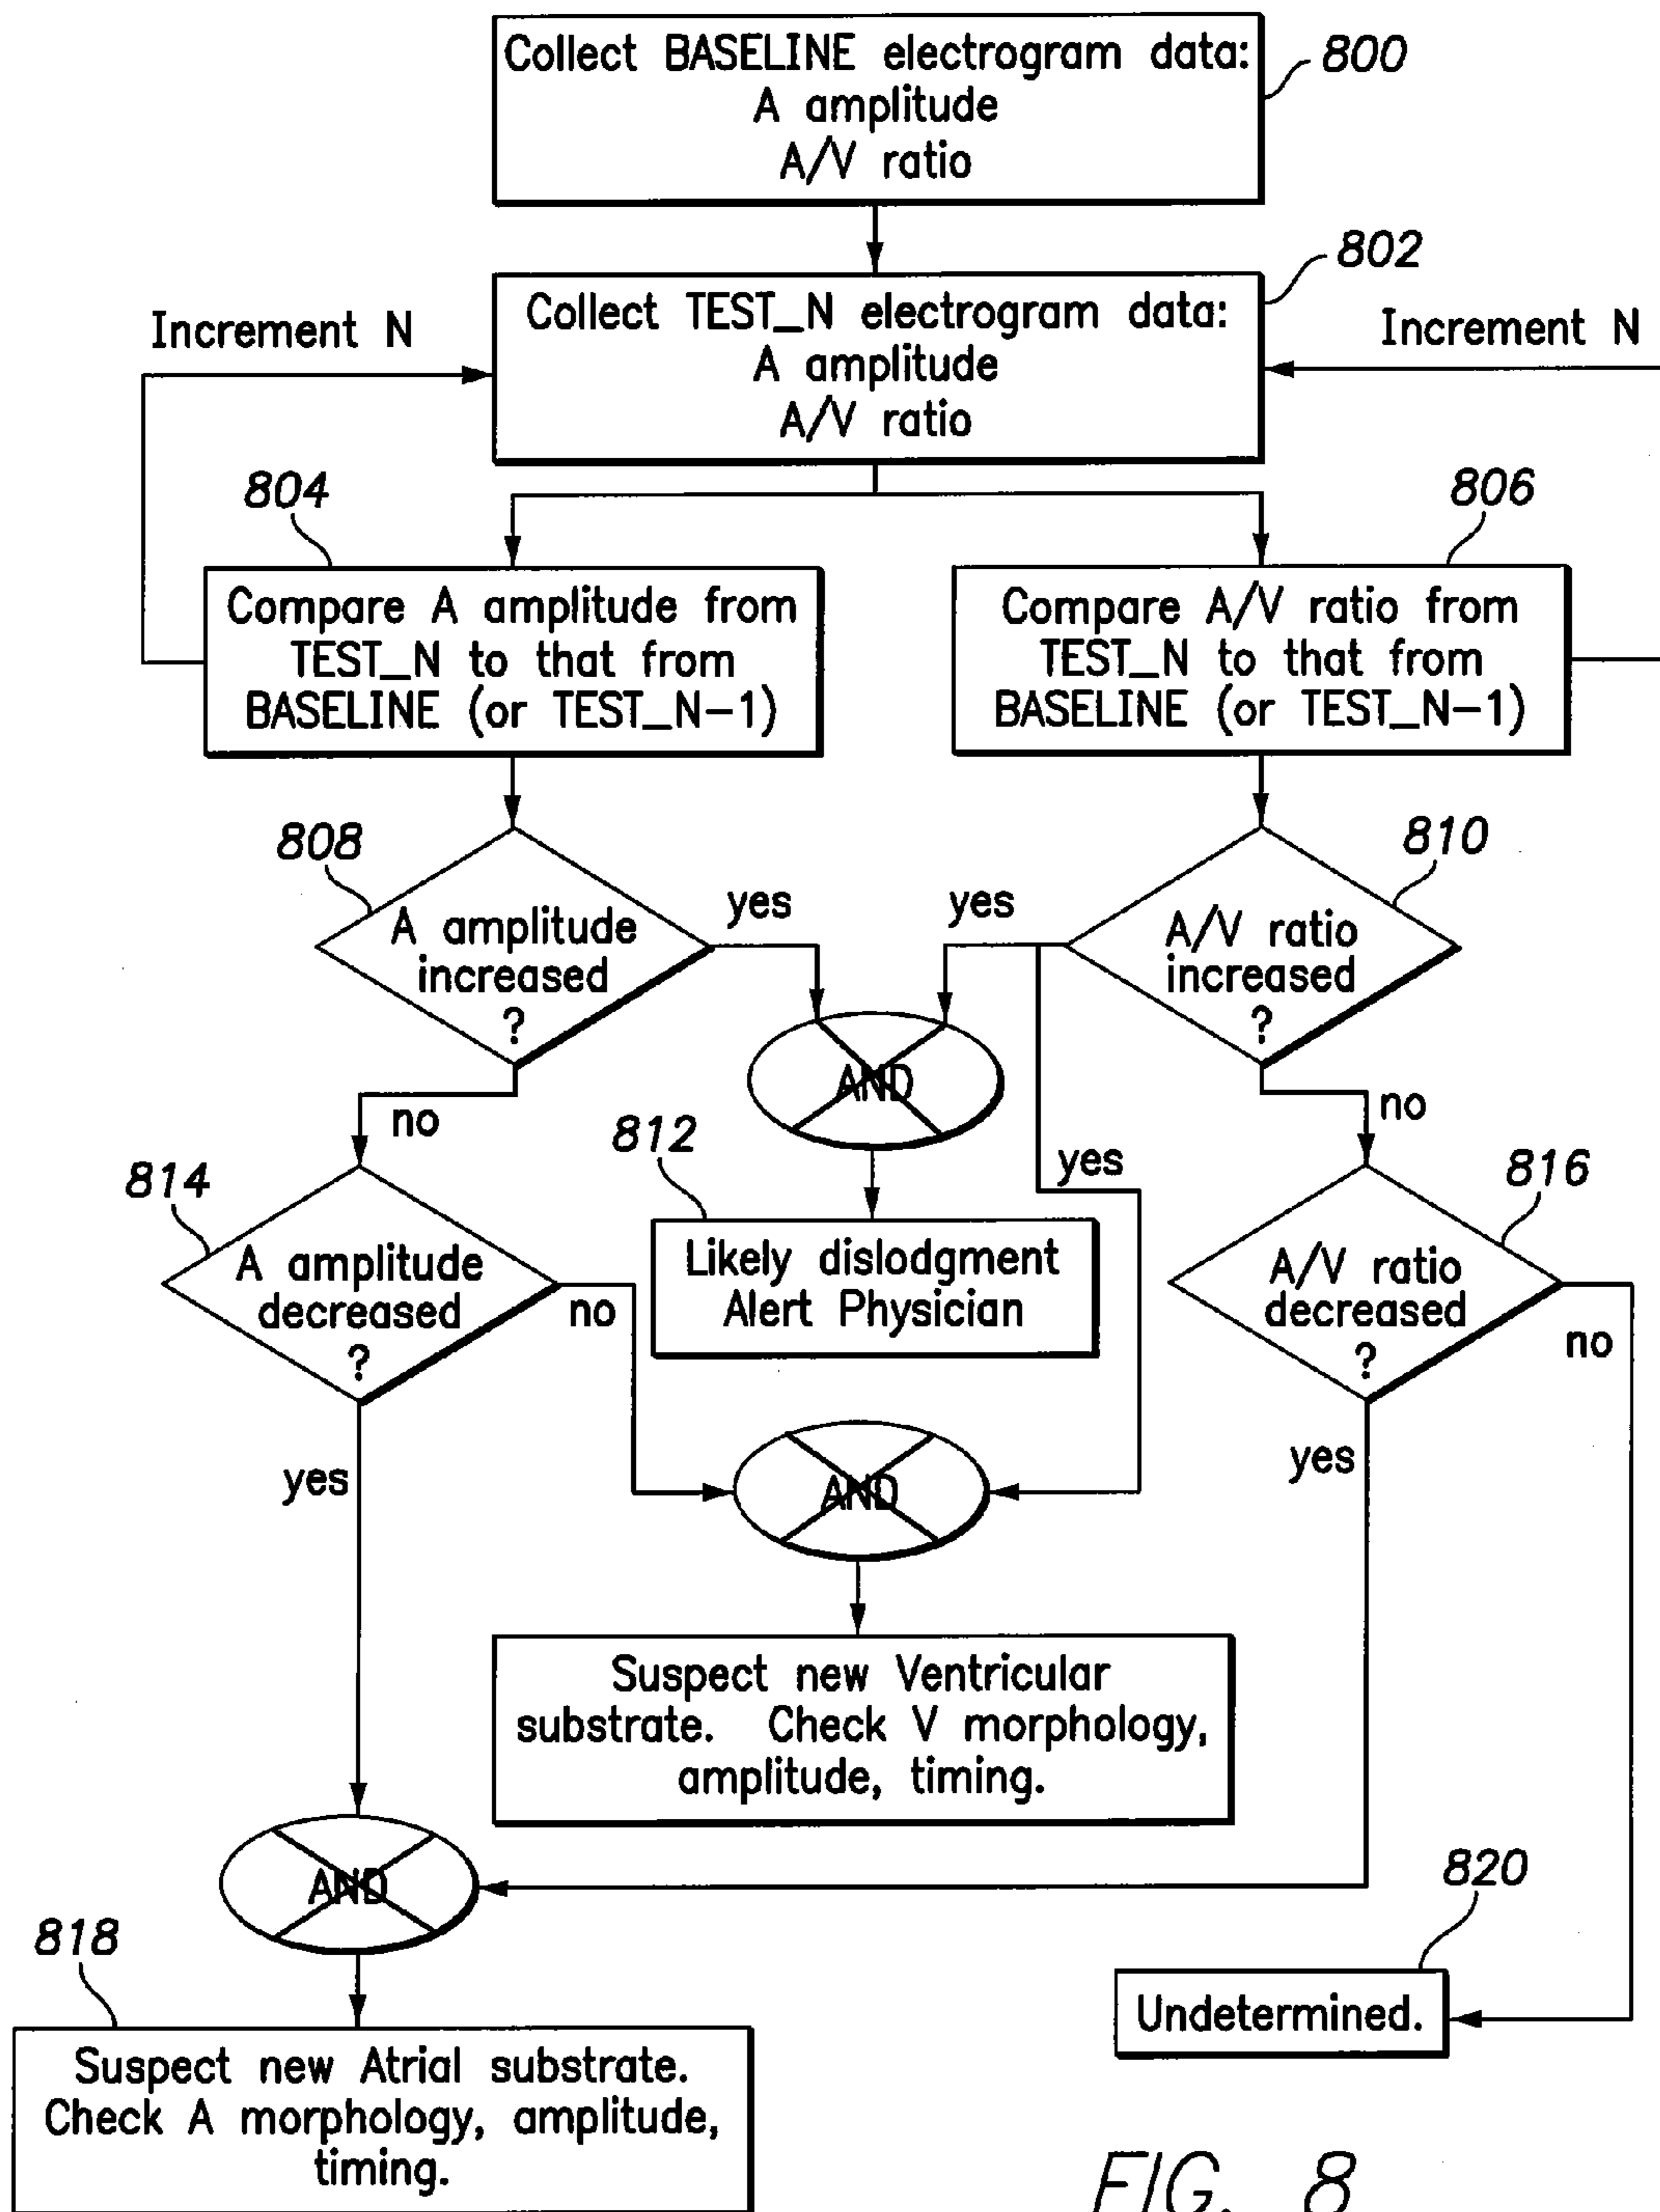 Collect BASELINE electrogram data:
A amplitude
A/V ratio
800
802
Collect TEST_N electrogram data:
A amplitude
A/V ratio
Increment N
Increment N
804
806
Compare A amplitude from
TEST_N to that from
BASELINE (or TEST_N-1)
Compare A/V ratio from
TEST_N to that from
BASELINE (or TEST_N-1)
808
810
A amplitude
increased
?
yes
yes
A/V ratio
increased
?
AND
no
no
812
yes
814
816
A amplitude
decreased
?
no
Likely dislodgment
Alert Physician
A/V ratio
decreased
?
no
yes
AND
yes
Suspect new Ventricular
substrate. Check V morphology,
amplitude, timing.
AND
820
818
Undetermined.
Suspect new Atrial substrate.
Check A morphology, amplitude,
timing.
FIG. 8